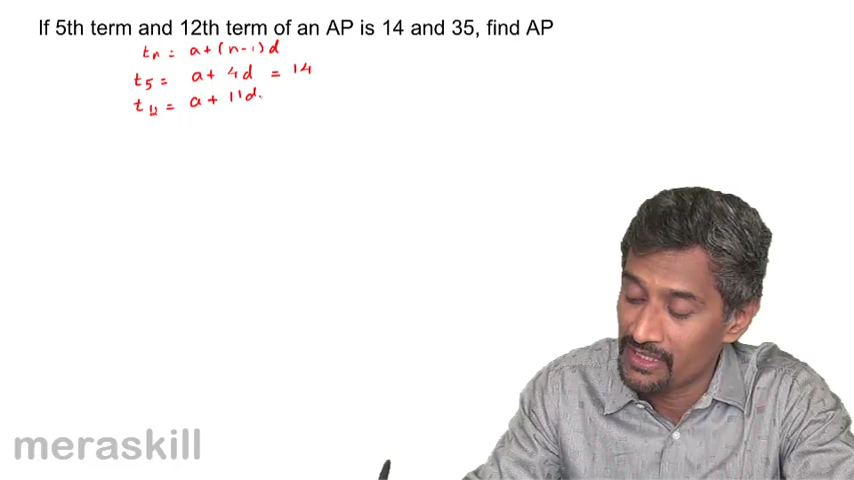 If 5th term and 12th term of an AP is 14 and 35, find AP
tn = a+(n-1)d
t5 = a+ 4d = 14
t12 = a + 11d
meraskill